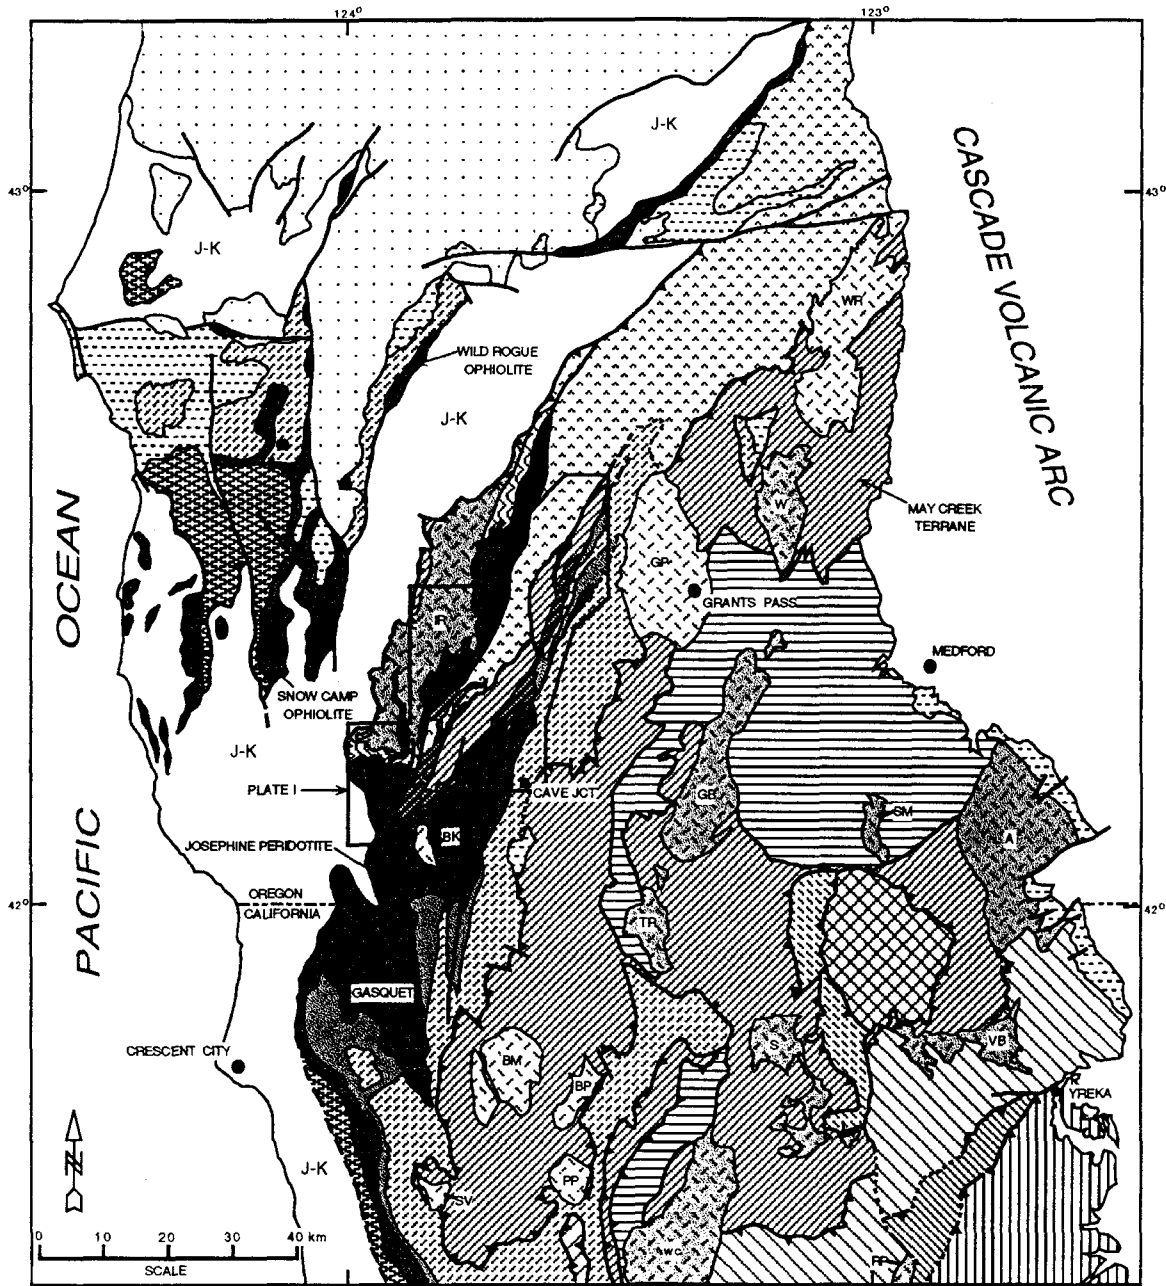 124°
123°
J-K
43°
43°
CASCADE VOLCANIC ARC
J-K
WR
WILD ROGUE
OPHIOLITE
J-K
MAY CREEK
TERRANE
W
OCEAN
GP
GRANTS PASS
IR
MEDFORD
SNOW CAMP
OPHIOLITE
J-K
PLATE I
CAVE JCT
GB
SM
PACIFIC
BK
A
JOSEPHINE PERIDOTITE
OREGON
CALIFORNIA
42°
42°
TR
GASQUET
CRESCENT CITY
BM
BP
S
VB
YREKA
N
J-K
SV
PP
WC
RP
0 10 20 30 40 km
SCALE